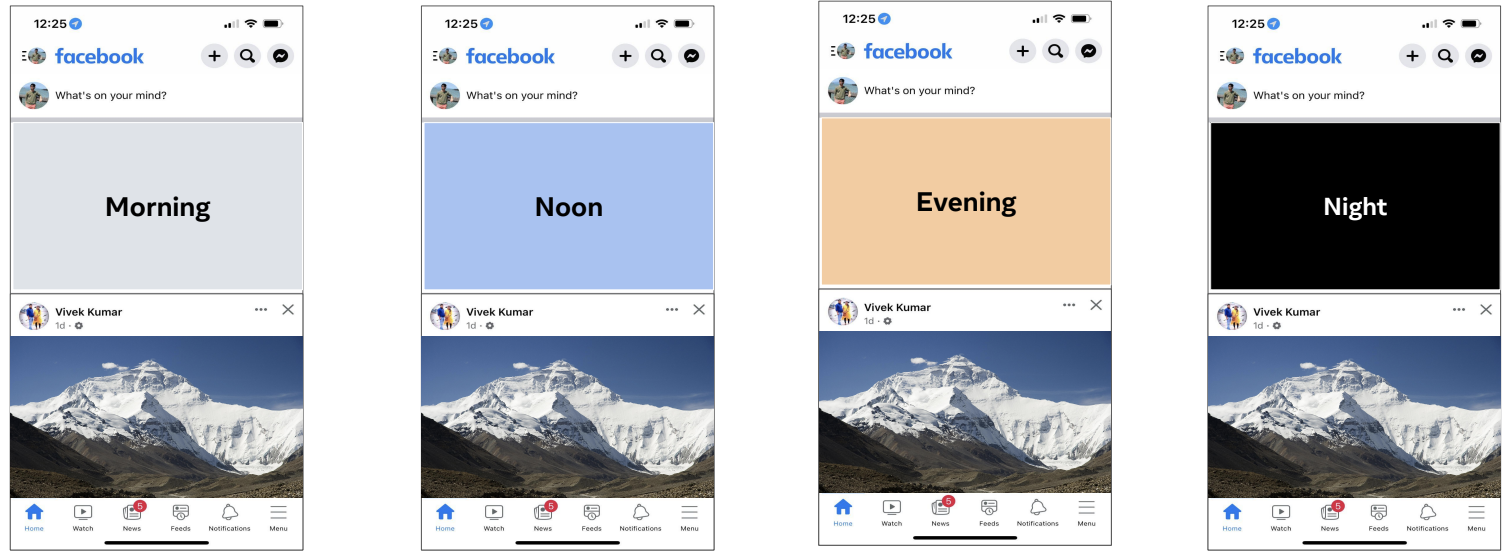 12:25
facebook
What's on your mind?
Morning
Vivek Kumar
1d ·
Home
Watch
5
News
Feeds
Notifications
Menu
12:25
facebook
What's on your mind?
Noon
Vivek Kumar
1d ·
Home
Watch
5
News
Feeds
Notifications
Menu
12:25
facebook
What's on your mind?
Evening
Vivek Kumar
1d ·
Home
Watch
5
News
Feeds
Notifications
Menu
12:25
facebook
What's on your mind?
Night
Vivek Kumar
1d ·
Home
Watch
5
News
Feeds
Notifications
Menu